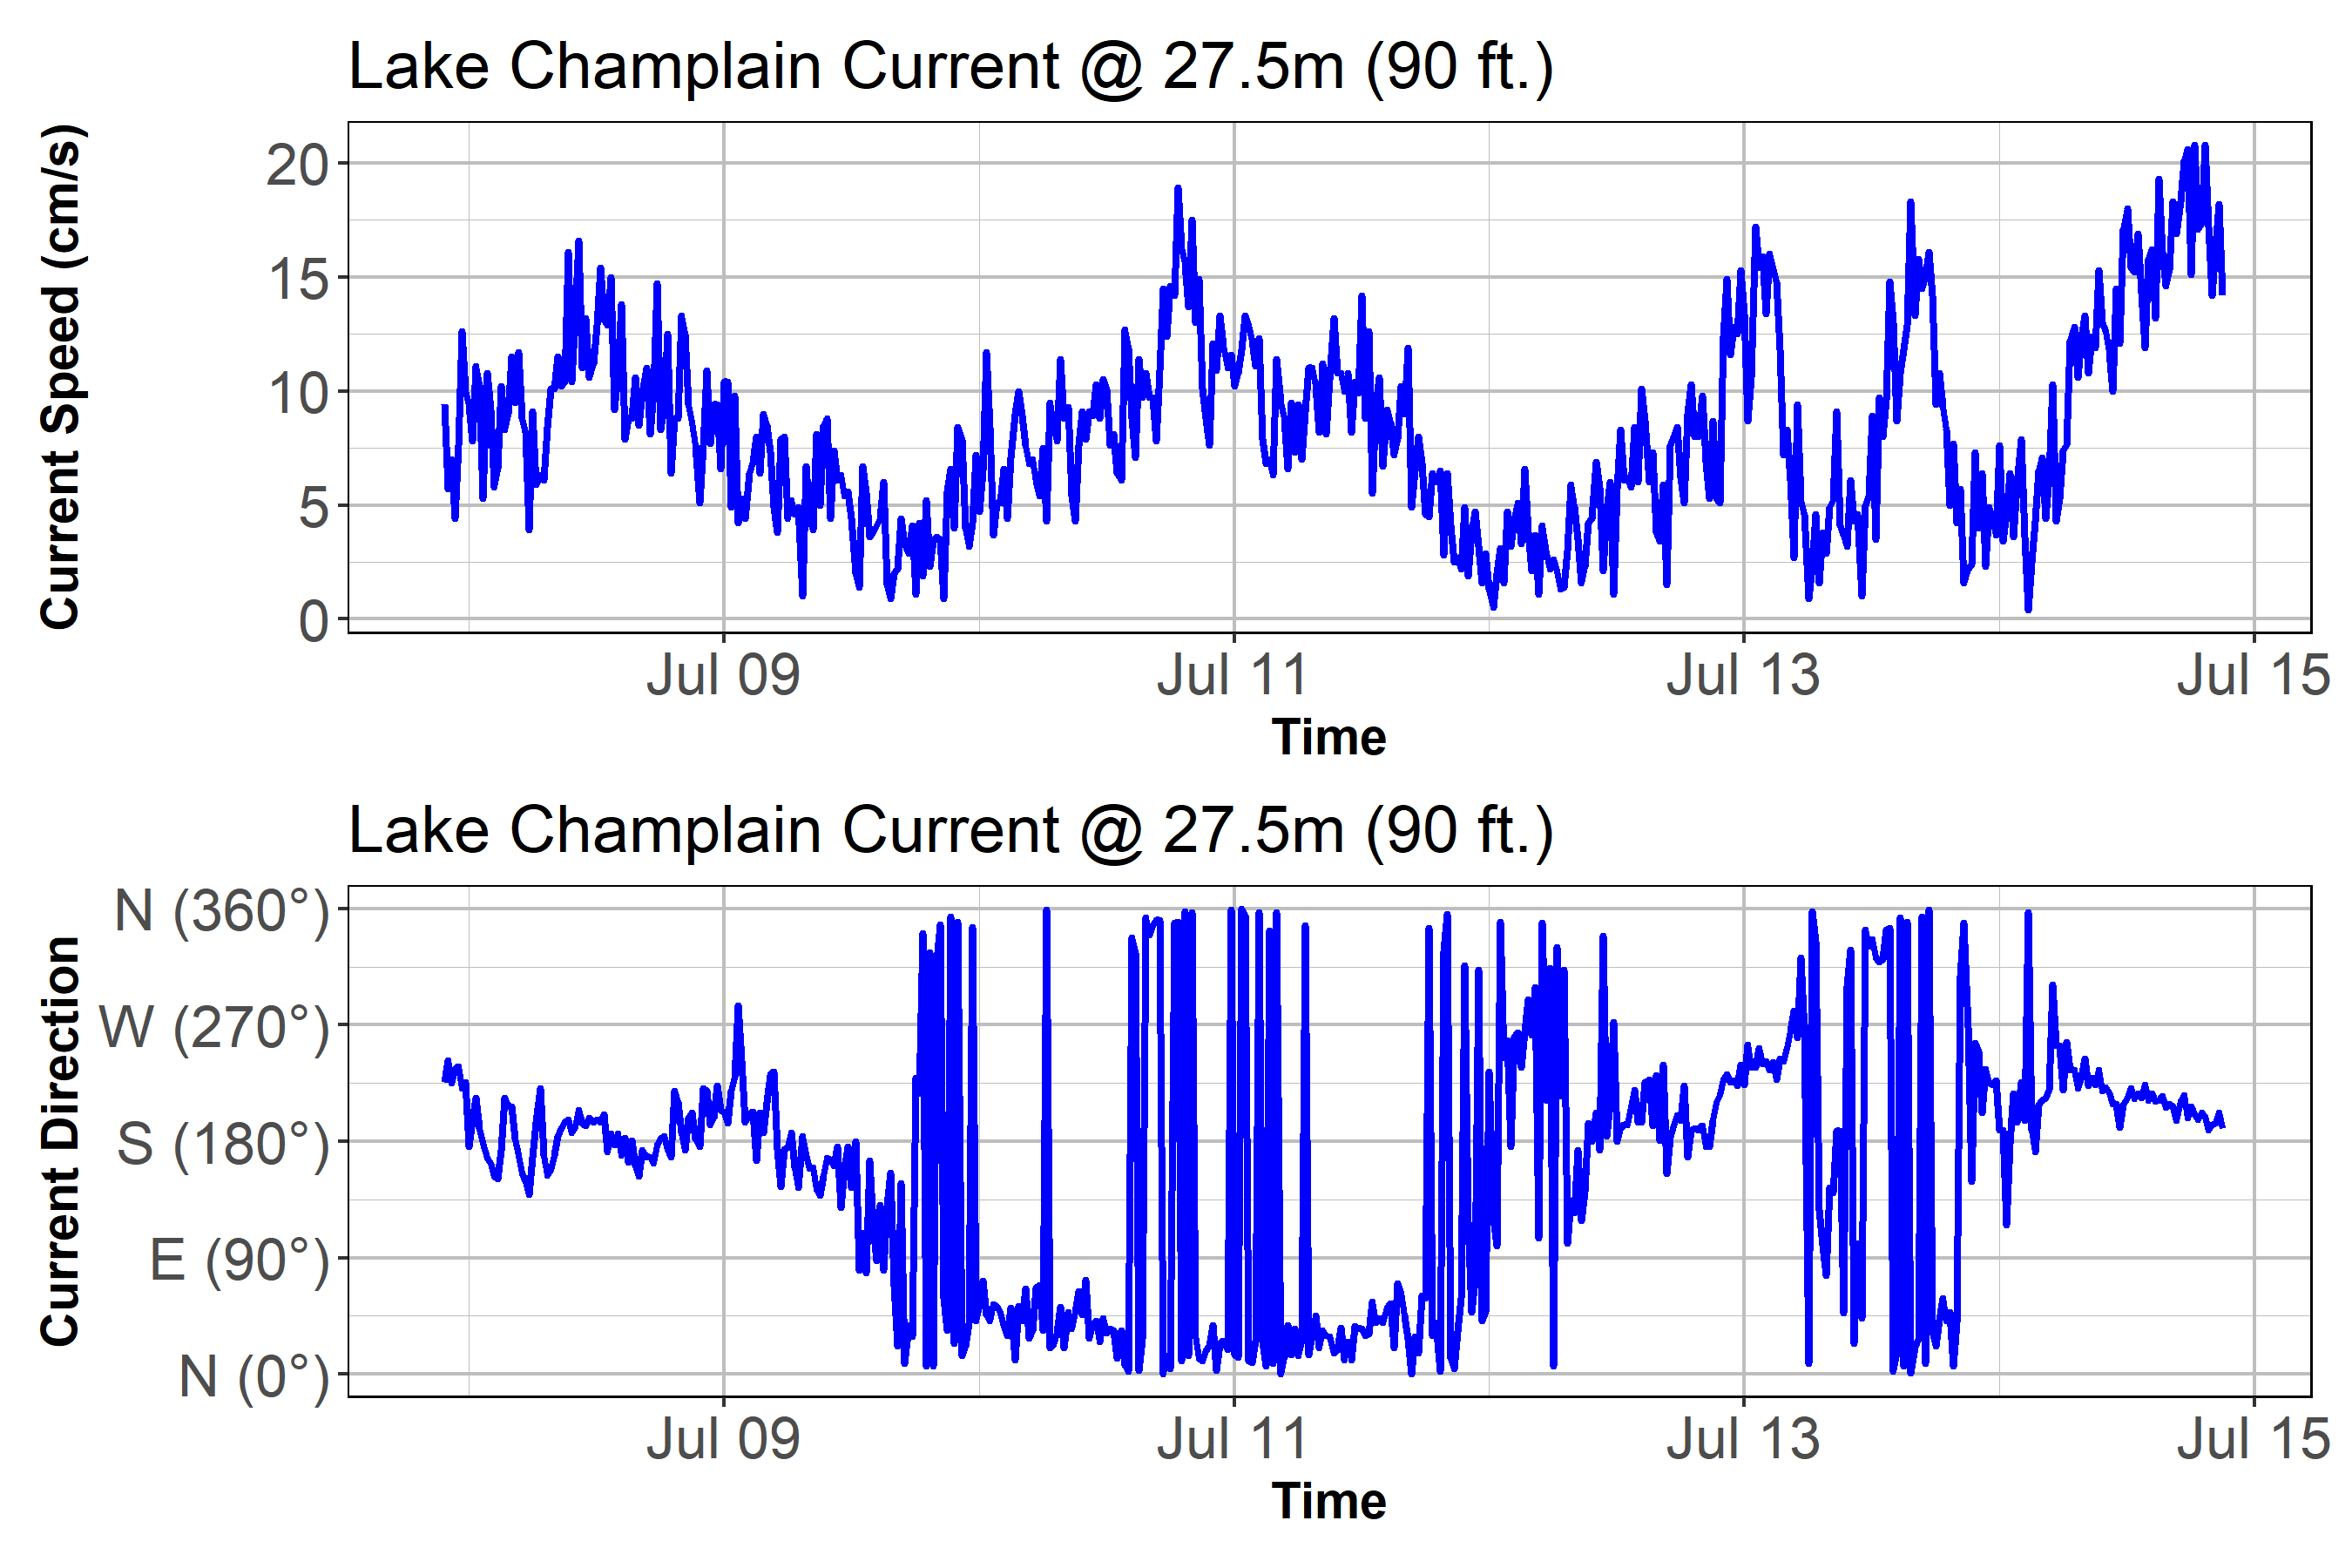 Lake Champlain Current @ 27.5m (90 ft.)
Current Speed (cm/s)
20
15
10
5
0
Jul 09
Jul 11
Jul 13
Jul 15
Time
Lake Champlain Current @ 27.5m (90 ft.)
Current Direction
N (360°)
W (270°)
S (180°)
E (90°)
N (0°)
Jul 09
Jul 11
Jul 13
Jul 15
Time